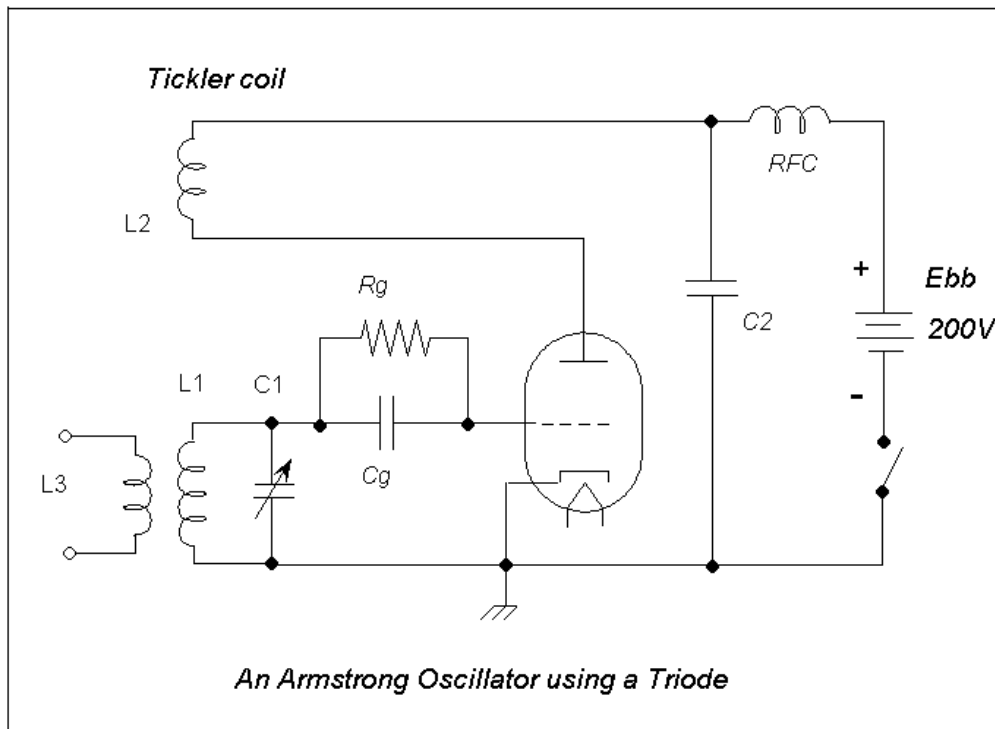 Tickler coil
RFC
L2
+
Ebb
Rg
C2
200V
L1
C1
-
Cg
L3
An Armstrong Oscillator using a Triode